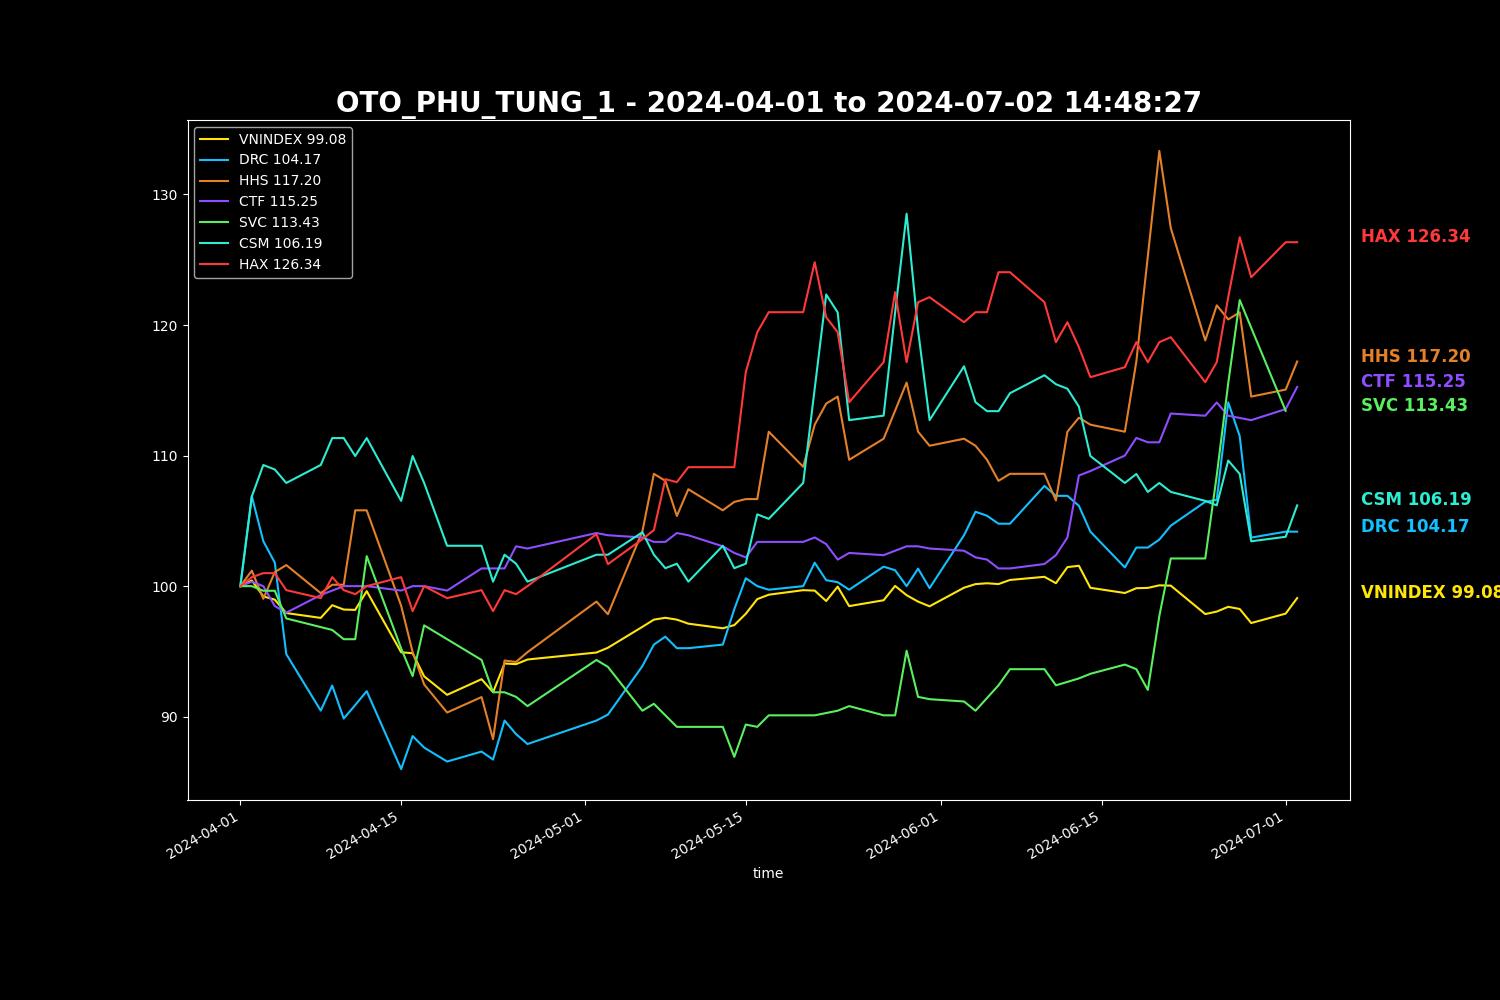 OTO_PHU_TUNG_1 - 2024-04-01 to 2024-07-02 14:48:27
VNINDEX 99.08
DRC 104.17
HHS 117.20
CTF 115.25
SVC 113.43
CSM 106.19
HAX 126.34
130
120
110
100
90
HAX 126.34
HHS 117.20
CTF 115.25
SVC 113.43
CSM 106.19
DRC 104.17
VNINDEX 99.08
2024-04-01
2024-04-15
2024-05-01
2024-05-15
2024-06-01
2024-06-15
2024-07-01
time